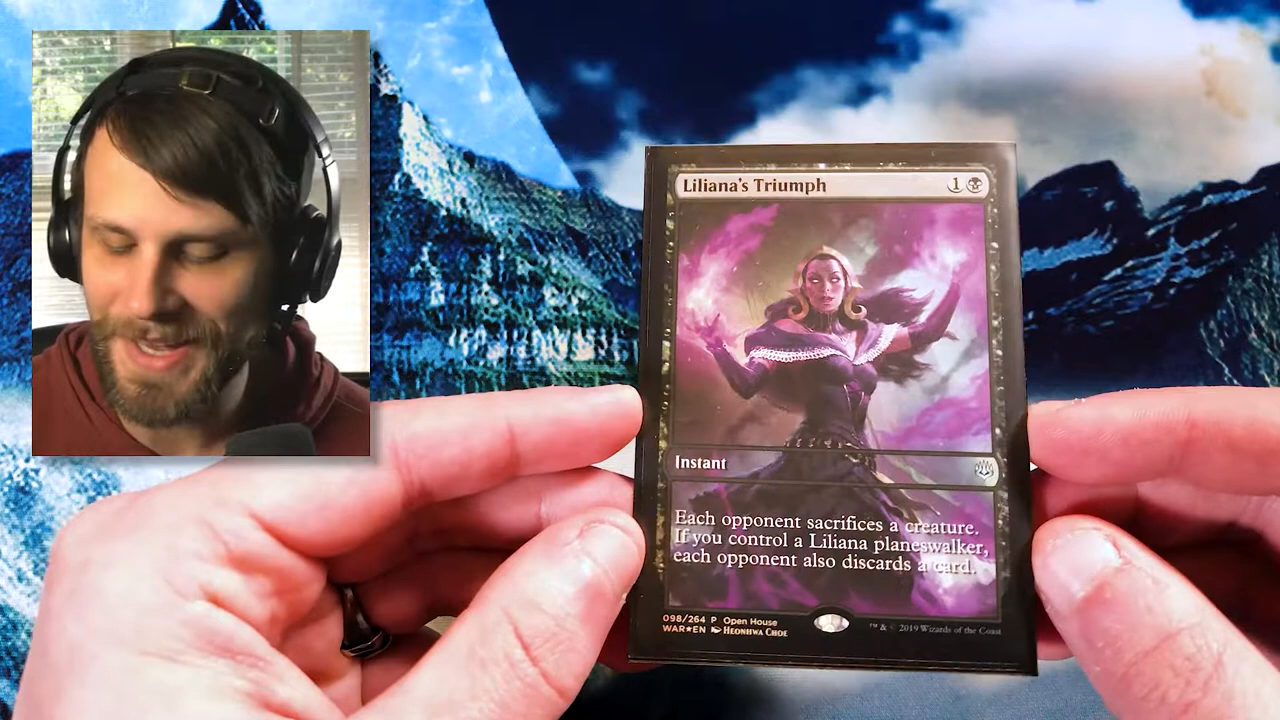 Liliana's Triumph 1
Instant
Each opponent sacrifices a creature.
If you control a Liliana planeswalker,
each opponent also discards a card.
098/264 P Open House
WAR★EN Heonhwa Choe
™ & © 2019 Wizards of the Coast